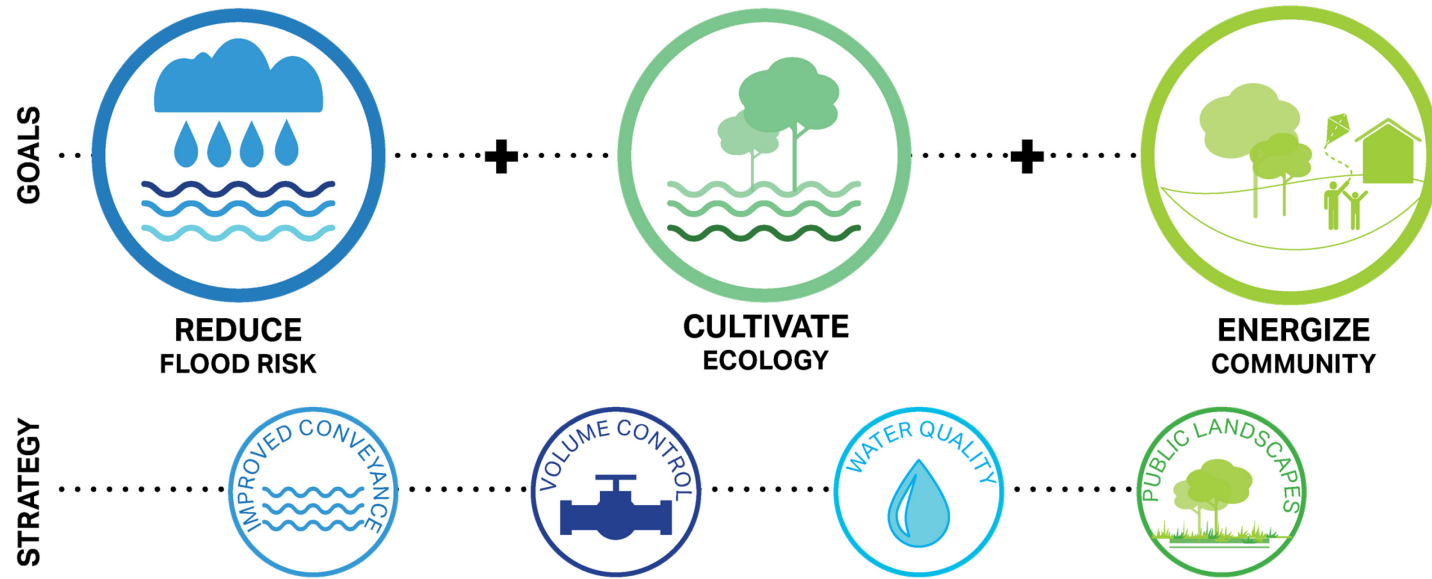 GOALS
REDUCE
FLOOD RISK
CULTIVATE
ECOLOGY
ENERGIZE
COMMUNITY
STRATEGY
IMPROVED CONVEYANCE
VOLUME CONTROL
WATER QUALITY
PUBLIC LANDSCAPES